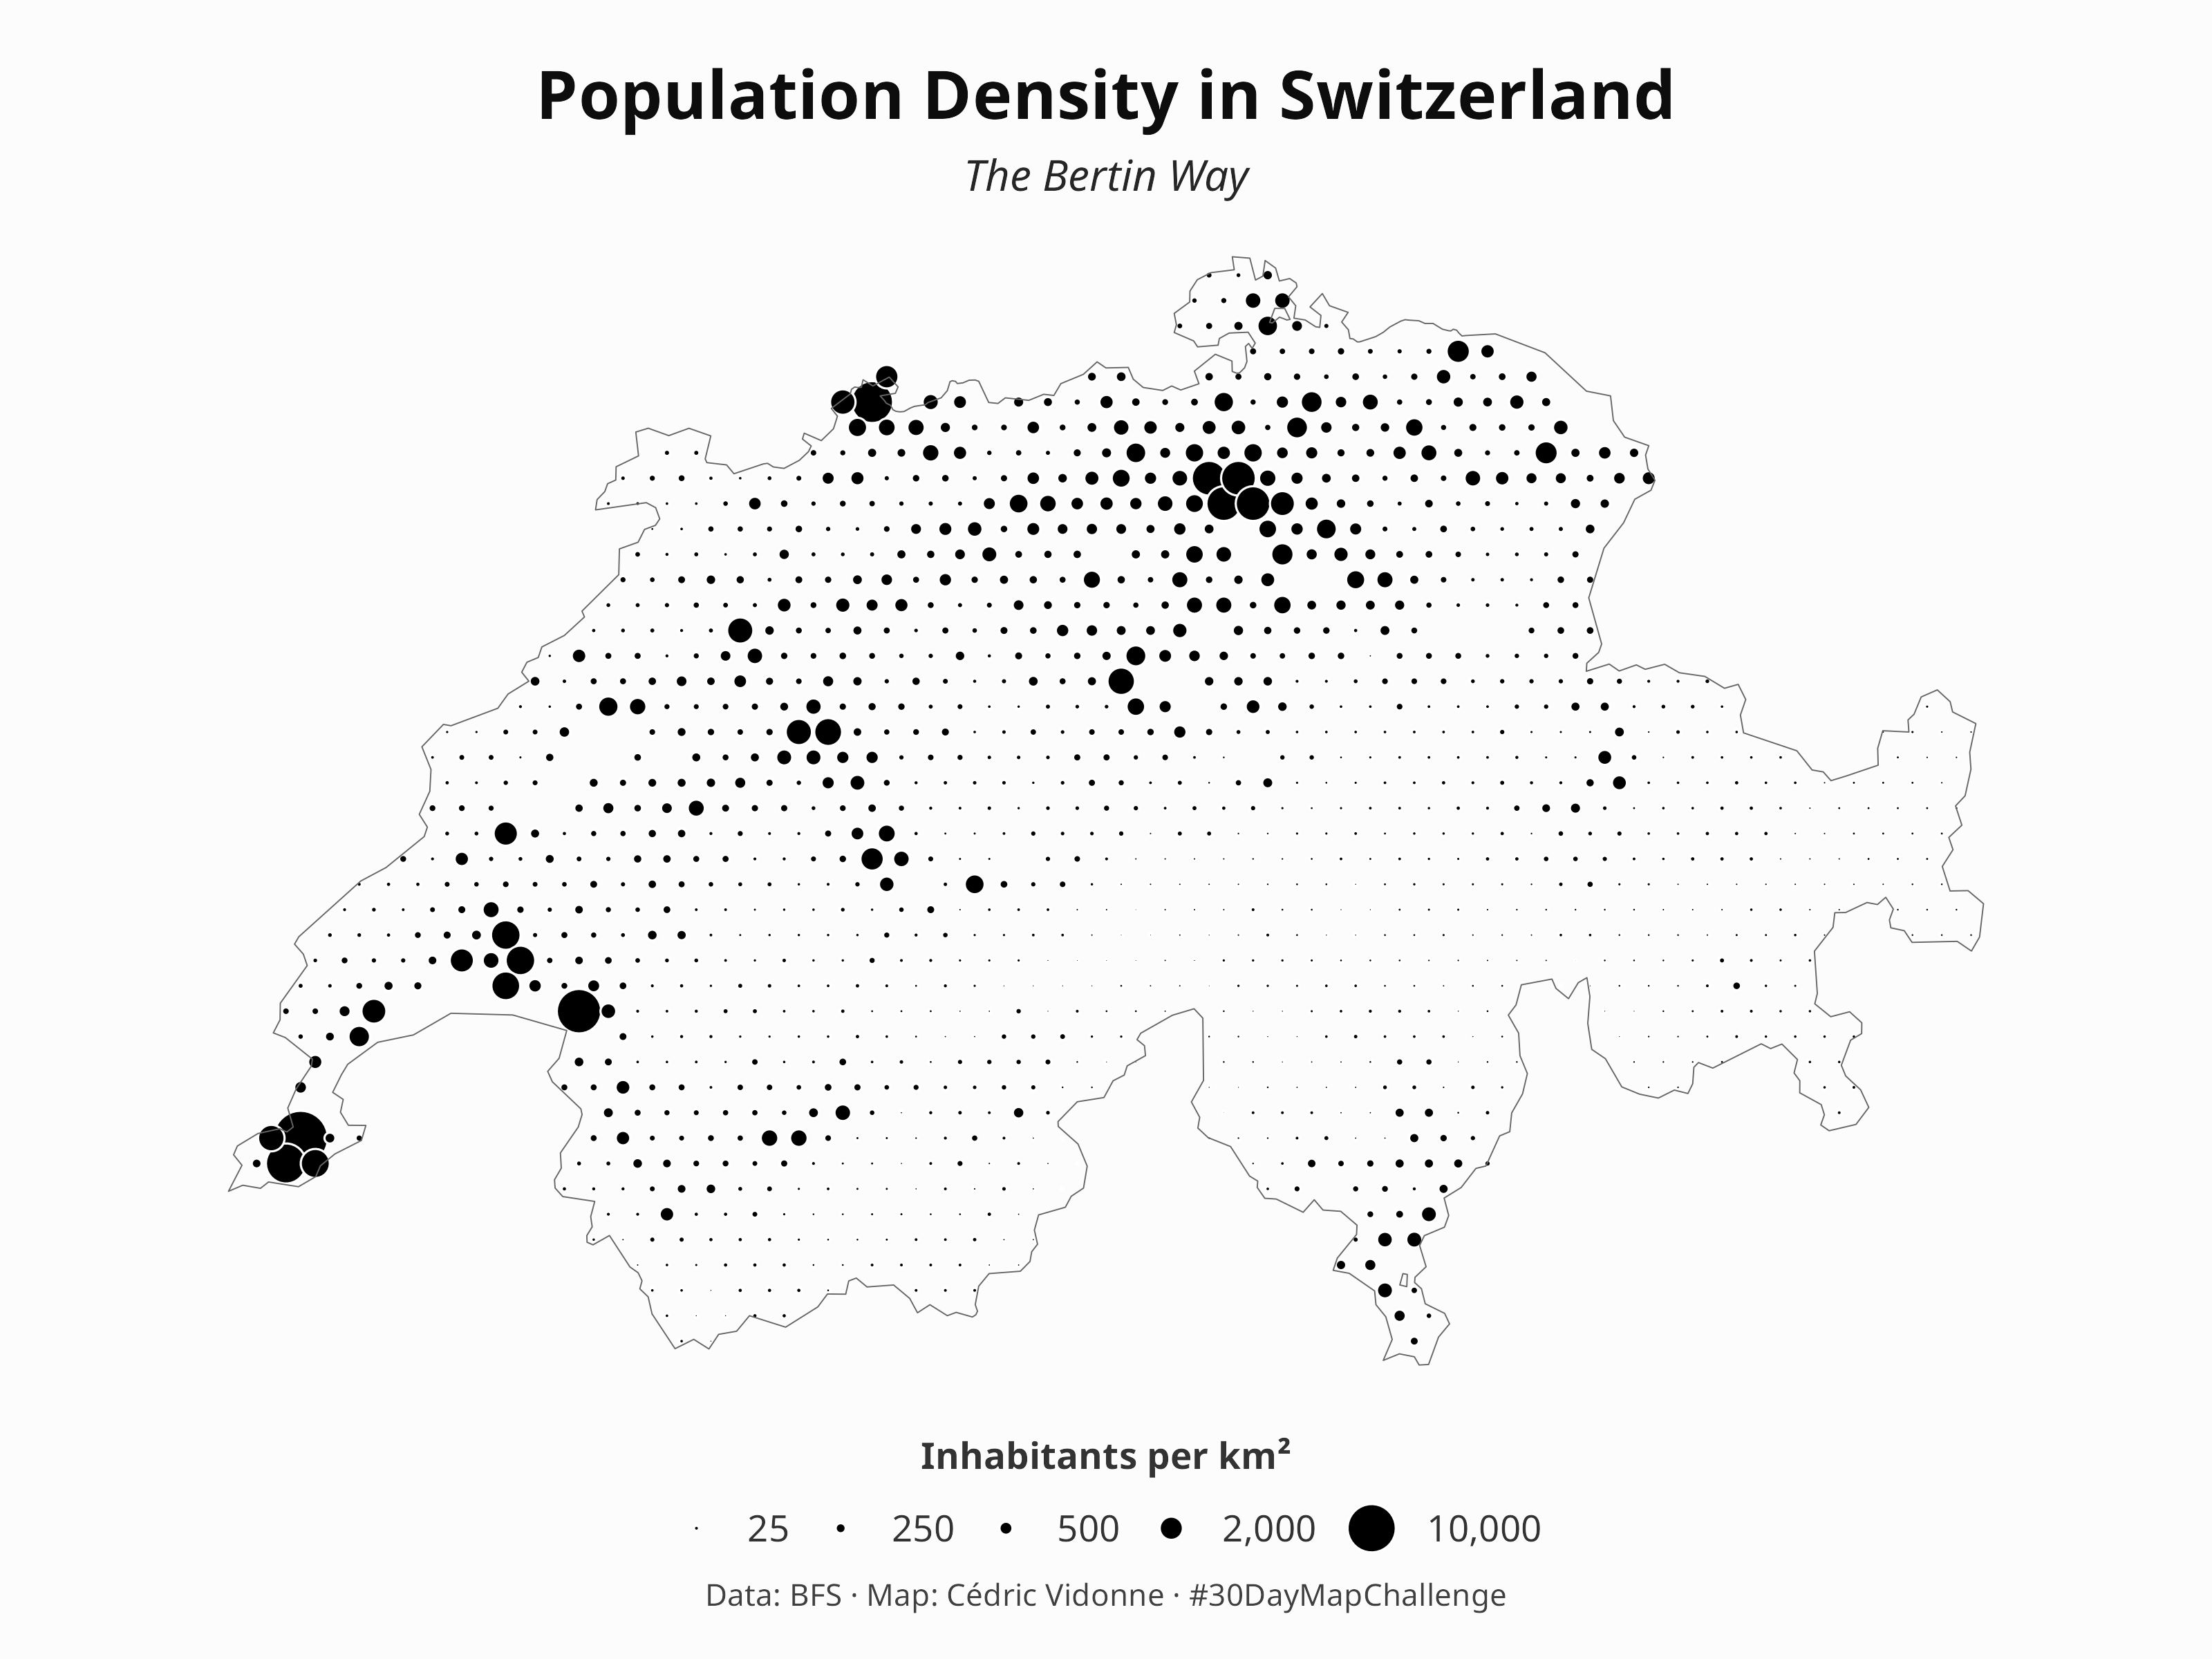 Population Density in Switzerland
The Bertin Way
Inhabitants per km²
25 250 500 2,000 10,000
Data: BFS · Map: Cédric Vidonne · #30DayMapChallenge